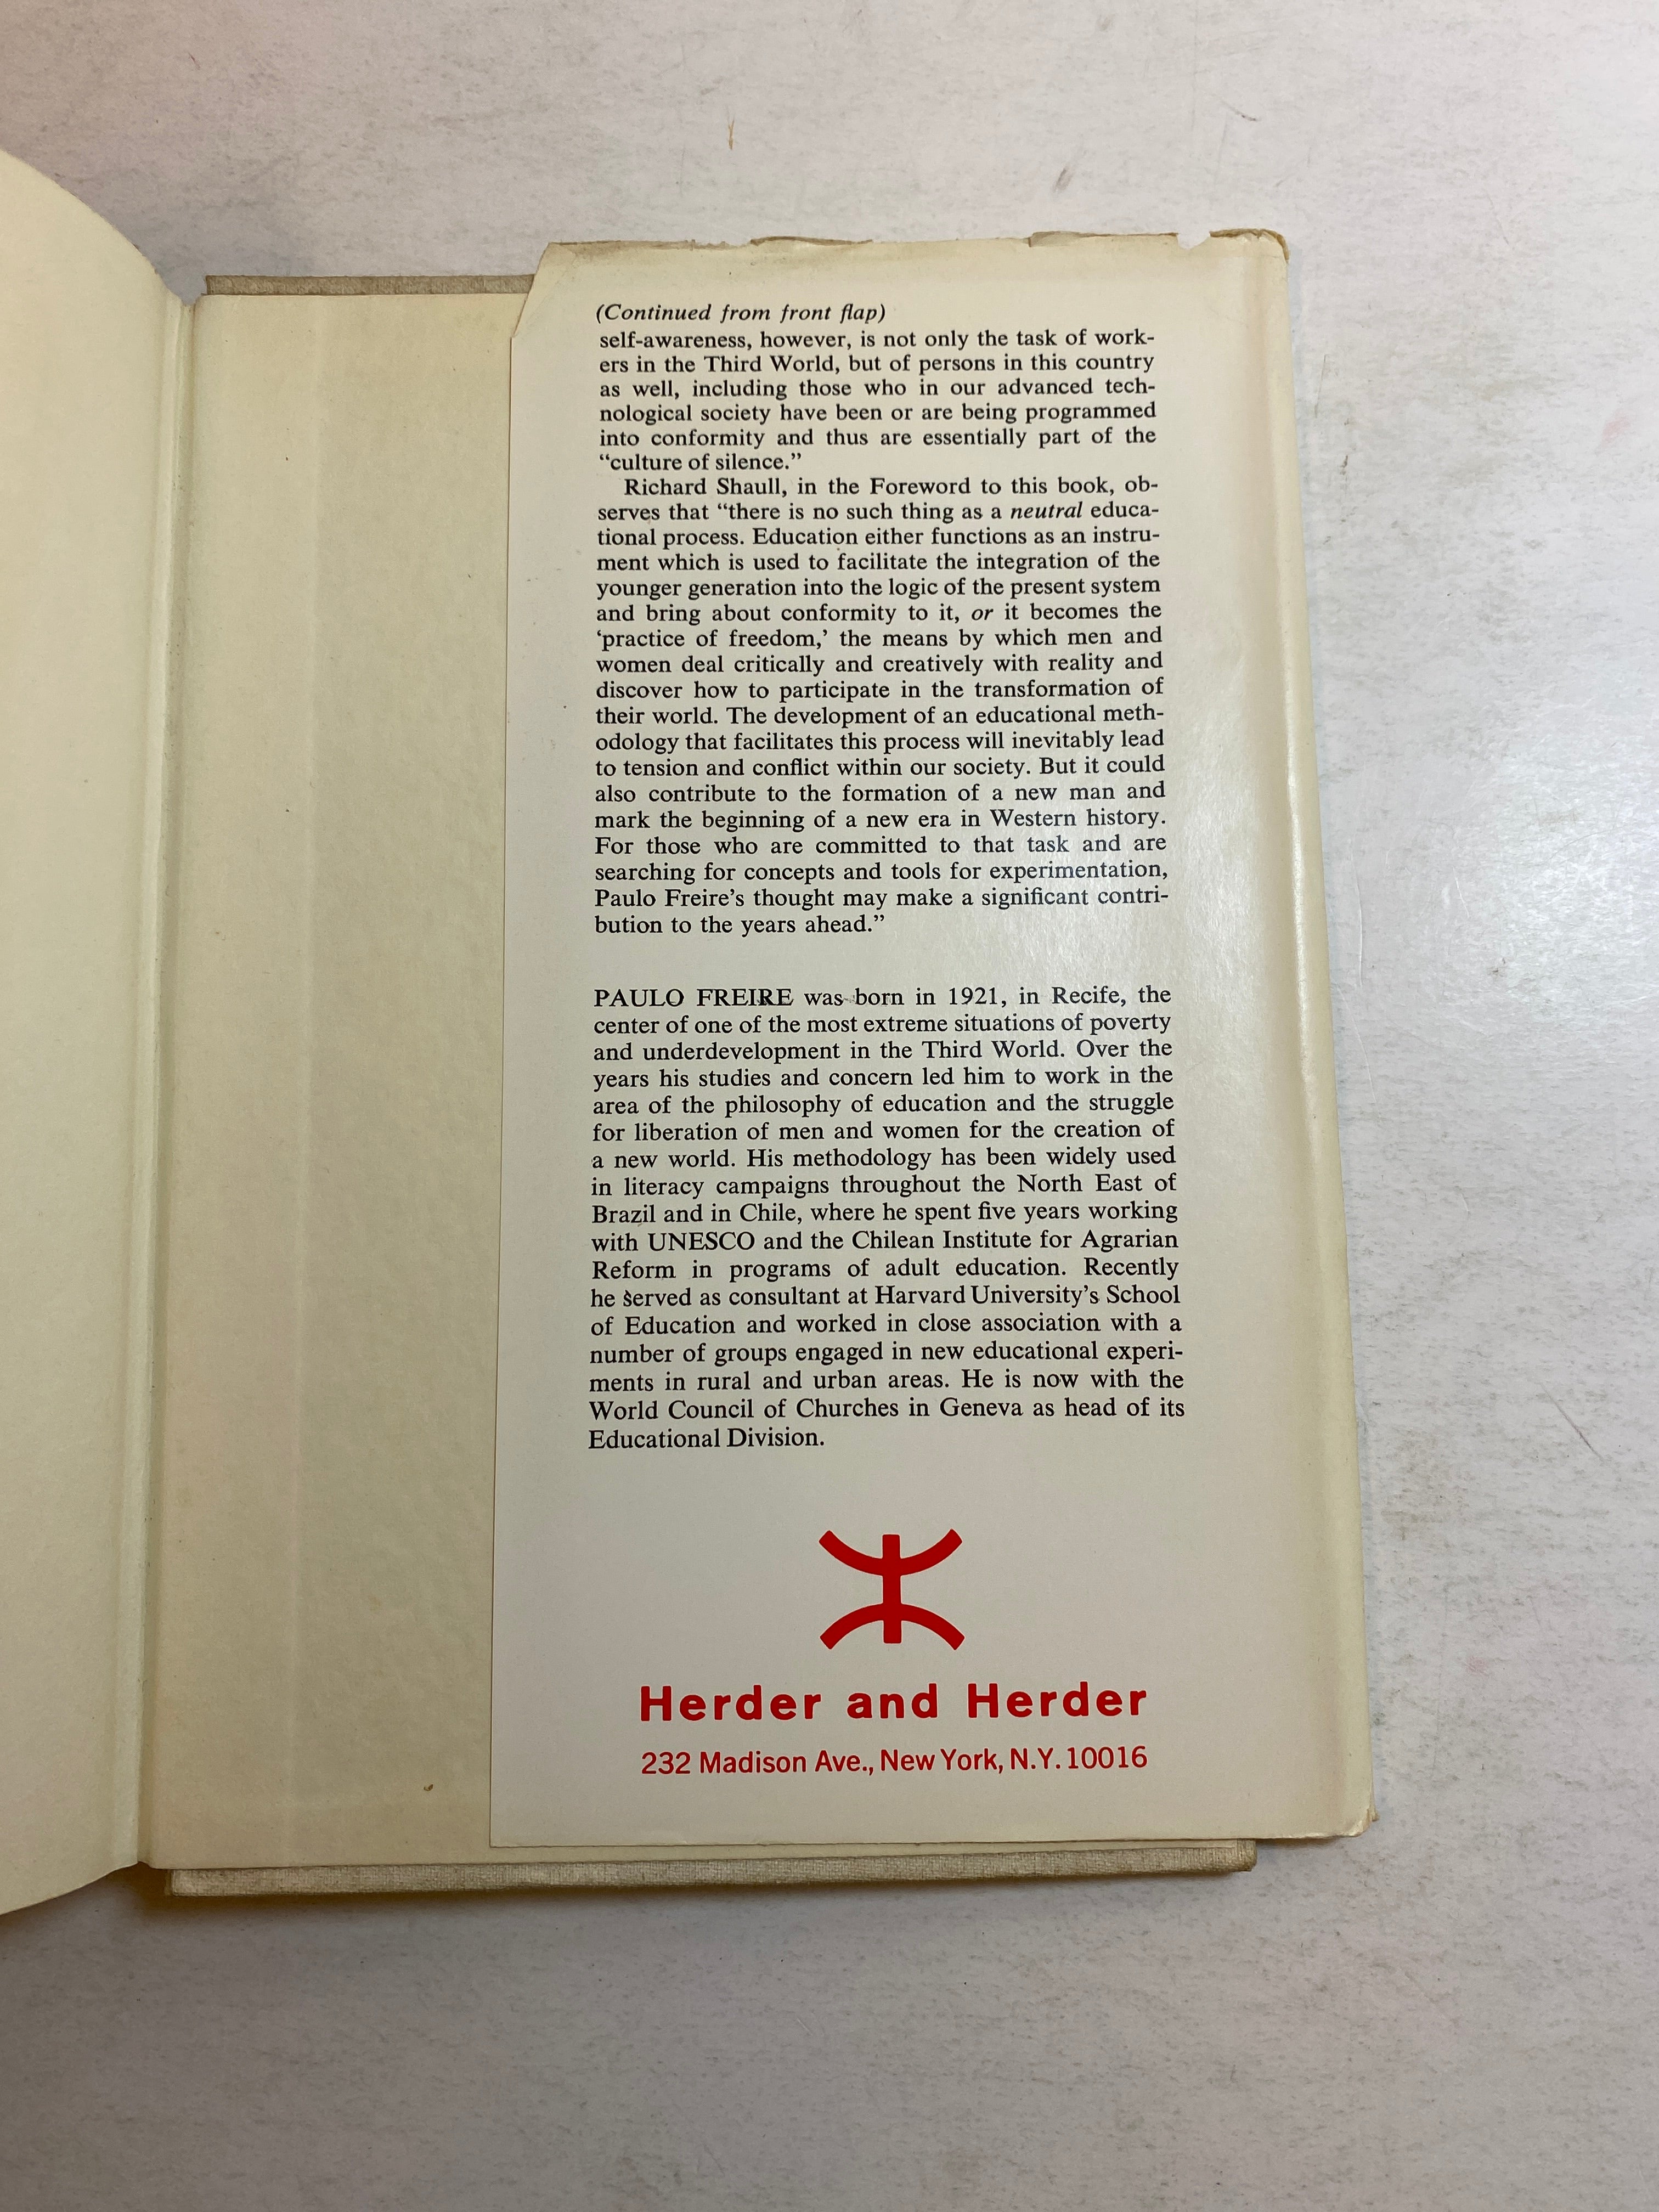 (Continued from front flap)
self-awareness, however, is not only the task of work-
ers in the Third World, but of persons in this country
as well, including those who in our advanced tech-
nological society have been or are being programmed
into conformity and thus are essentially part of the
“culture of silence.”
Richard Shaull, in the Foreword to this book, ob-
serves that “there is no such thing as a neutral educa-
tional process. Education either functions as an instru-
ment which is used to facilitate the integration of the
younger generation into the logic of the present system
and bring about conformity to it, or it becomes the
‘practice of freedom,’ the means by which men and
women deal critically and creatively with reality and
discover how to participate in the transformation of
their world. The development of an educational meth-
odology that facilitates this process will inevitably lead
to tension and conflict within our society. But it could
also contribute to the formation of a new man and
mark the beginning of a new era in Western history.
For those who are committed to that task and are
searching for concepts and tools for experimentation,
Paulo Freire’s thought may make a significant contri-
bution to the years ahead.”
PAULO FREIRE was born in 1921, in Recife, the
center of one of the most extreme situations of poverty
and underdevelopment in the Third World. Over the
years his studies and concern led him to work in the
area of the philosophy of education and the struggle
for liberation of men and women for the creation of
a new world. His methodology has been widely used
in literacy campaigns throughout the North East of
Brazil and in Chile, where he spent five years working
with UNESCO and the Chilean Institute for Agrarian
Reform in programs of adult education. Recently
he served as consultant at Harvard University’s School
of Education and worked in close association with a
number of groups engaged in new educational experi-
ments in rural and urban areas. He is now with the
World Council of Churches in Geneva as head of its
Educational Division.
Herder and Herder
232 Madison Ave., New York, N.Y. 10016